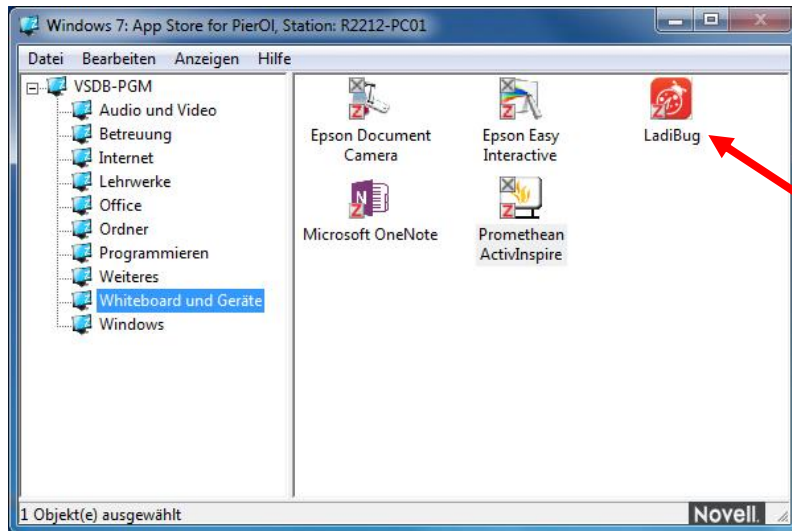 Windows 7: App Store for PierOl, Station: R2212-PC01
Datei Bearbeiten Anzeigen Hilfe
VSDB-PGM
Audio und Video
Betreuung
Internet
Lehrwerke
Office
Ordner
Programmieren
Weiteres
Whiteboard und Geräte
Windows
Epson Document
Camera
Epson Easy
Interactive
LadiBug
Microsoft OneNote
Promethean
ActivInspire
1 Objekt(e) ausgewählt
Novell.